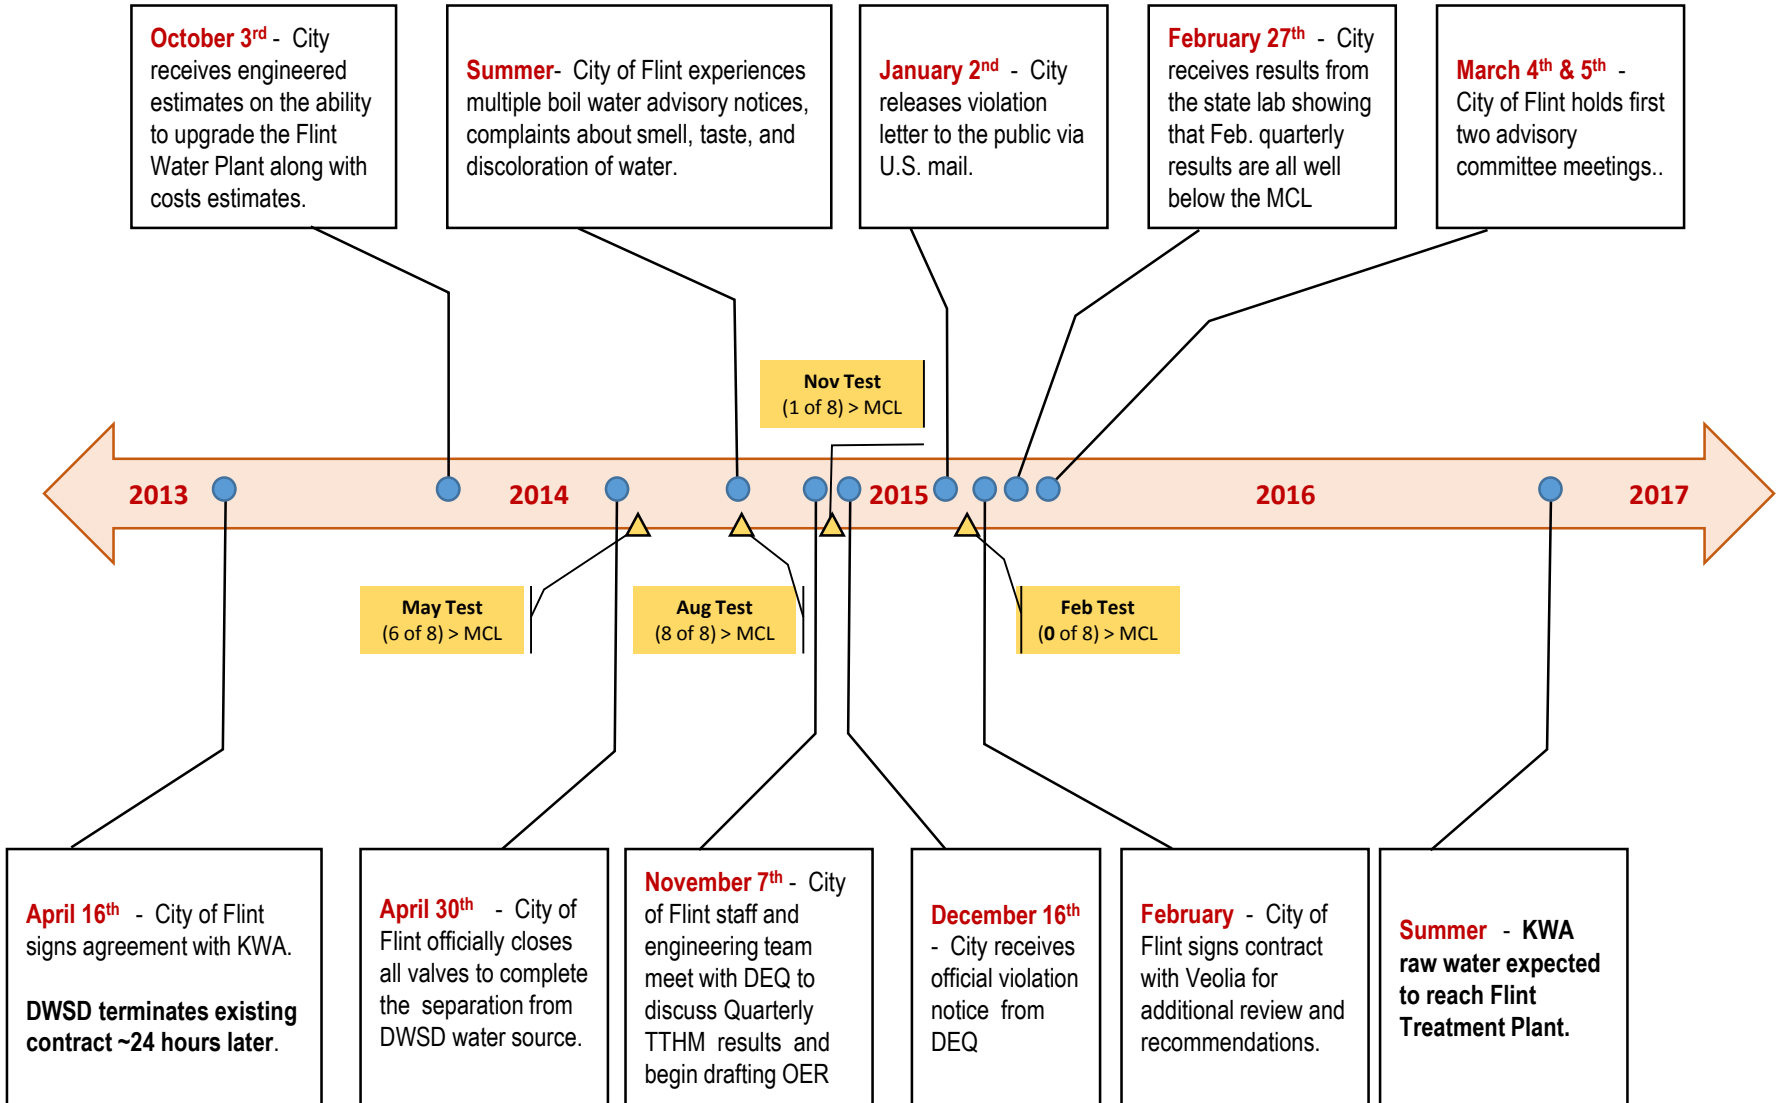 October 3rd - City
receives engineered
estimates on the ability
to upgrade the Flint
Water Plant along with
costs estimates.
Summer- City of Flint experiences
multiple boil water advisory notices,
complaints about smell, taste, and
discoloration of water.
January 2nd - City
releases violation
letter to the public via
U.S. mail.
February 27th - City
receives results from
the state lab showing
that Feb. quarterly
results are all well
below the MCL
March 4th & 5th -
City of Flint holds first
two advisory
committee meetings..
Nov Test
(1 of 8) > MCL
2013
2014
2015
2016
2017
May Test
(6 of 8) > MCL
Aug Test
(8 of 8) > MCL
Feb Test
(0 of 8) > MCL
April 16th - City of Flint
signs agreement with KWA.
DWSD terminates existing
contract ~24 hours later.
April 30th - City of
Flint officially closes
all valves to complete
the separation from
DWSD water source.
November 7th - City
of Flint staff and
engineering team
meet with DEQ to
discuss Quarterly
TTHM results and
begin drafting OER
December 16th
- City receives
official violation
notice from
DEQ
February - City of
Flint signs contract
with Veolia for
additional review and
recommendations.
Summer - KWA
raw water expected
to reach Flint
Treatment Plant.